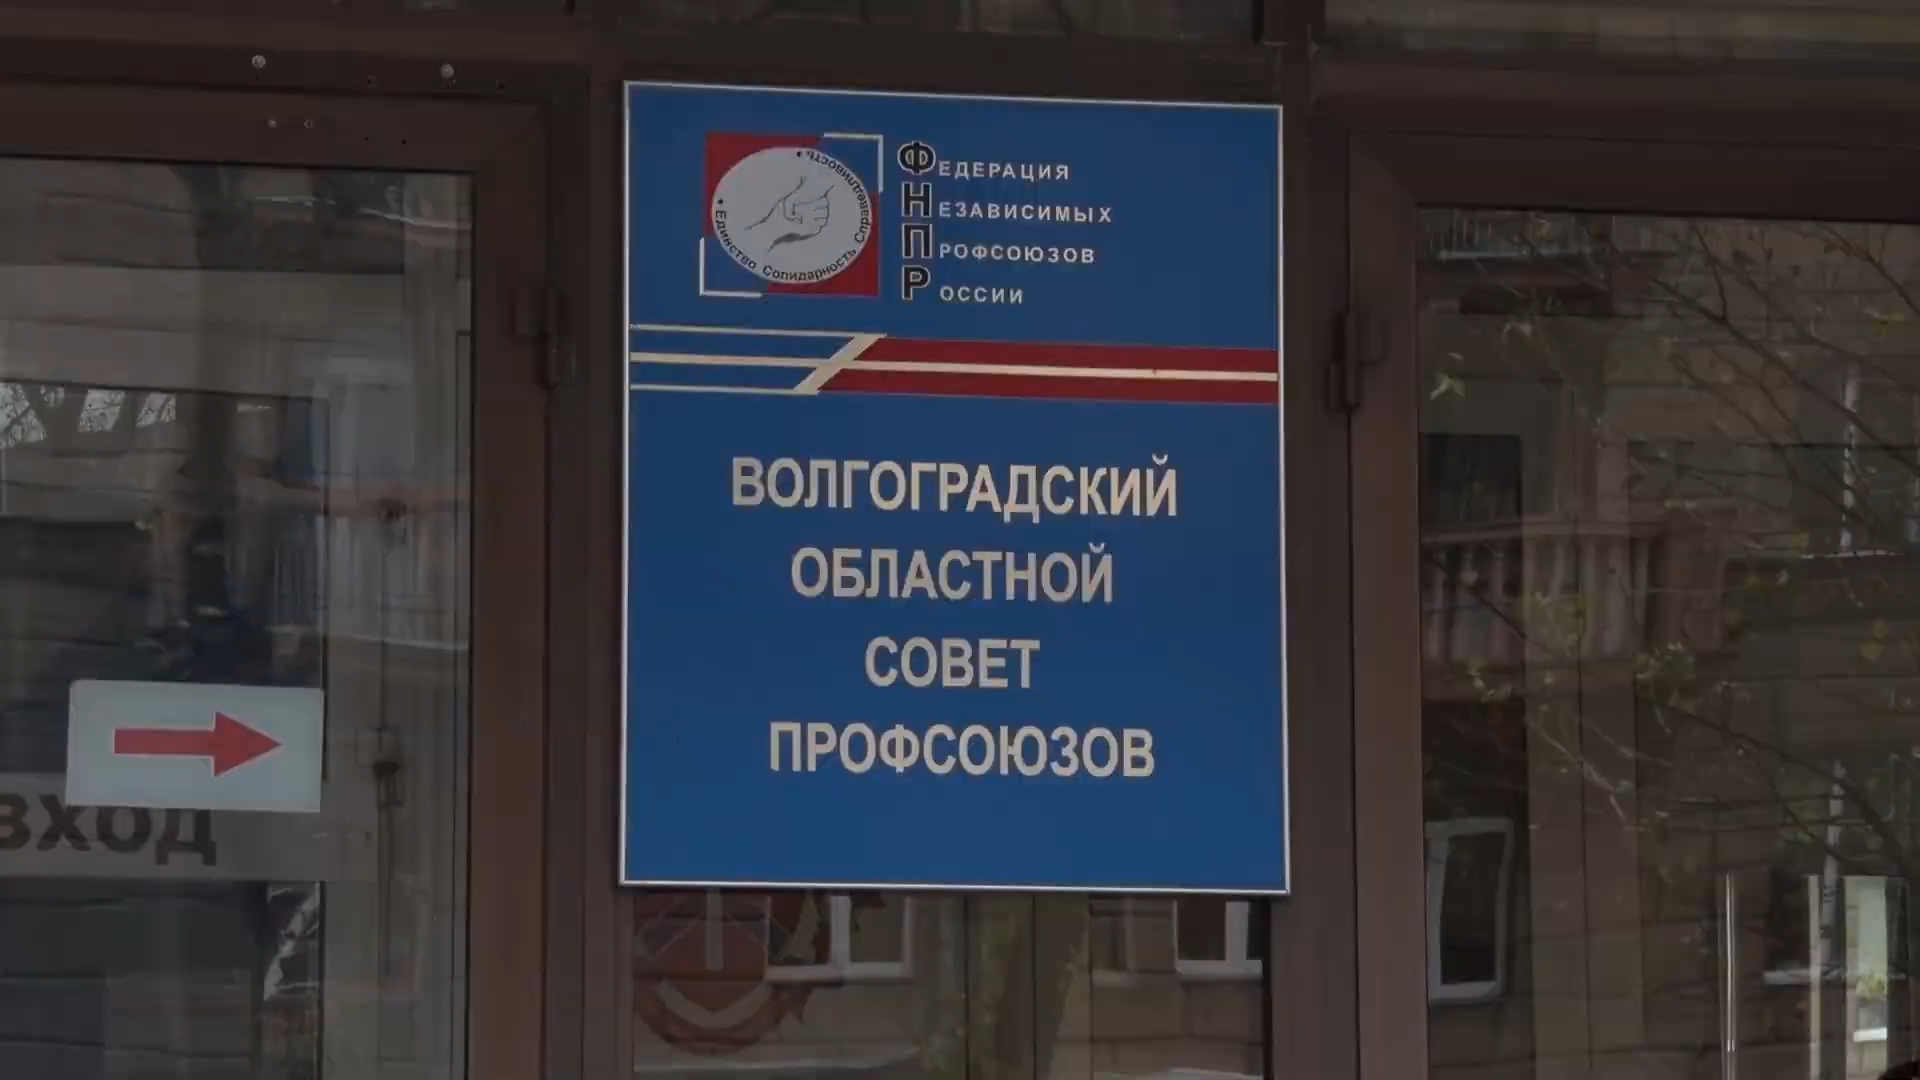 Федерация
Независимых
Профсоюзов
России
• Единство Солидарность Справедливость •
ВОЛГОГРАДСКИЙ
ОБЛАСТНОЙ
СОВЕТ
ПРОФСОЮЗОВ
ВХОД